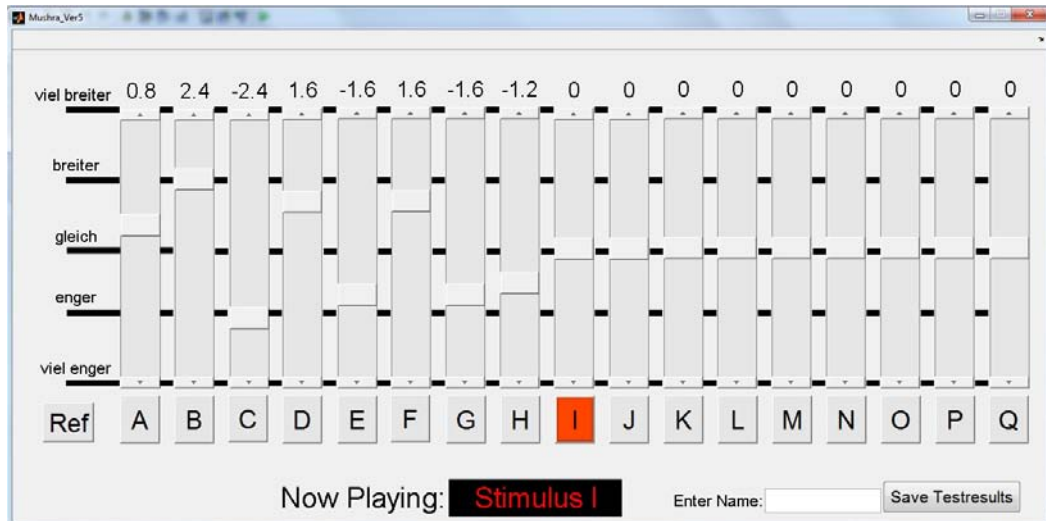 Mushra_Ver5
viel breiter 0.8 2.4 -2.4 1.6 -1.6 1.6 -1.6 -1.2 0 0 0 0 0 0 0 0 0
breiter
gleich
enger
viel enger
Ref A B C D E F G H I J K L M N O P Q
Now Playing: Stimulus I Enter Name: Save Testresults